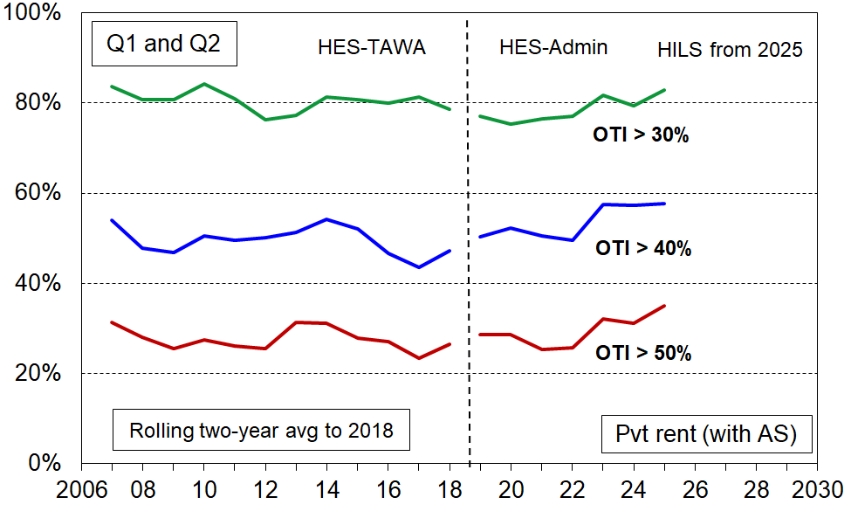 100%
Q1 and Q2
HES-TAWA
HES-Admin
HILS from 2025
80%
OTI > 30%
60%
OTI > 40%
40%
OTI > 50%
20%
Rolling two-year avg to 2018
Pvt rent (with AS)
0%
2006 08 10 12 14 16 18 20 22 24 26 28 2030